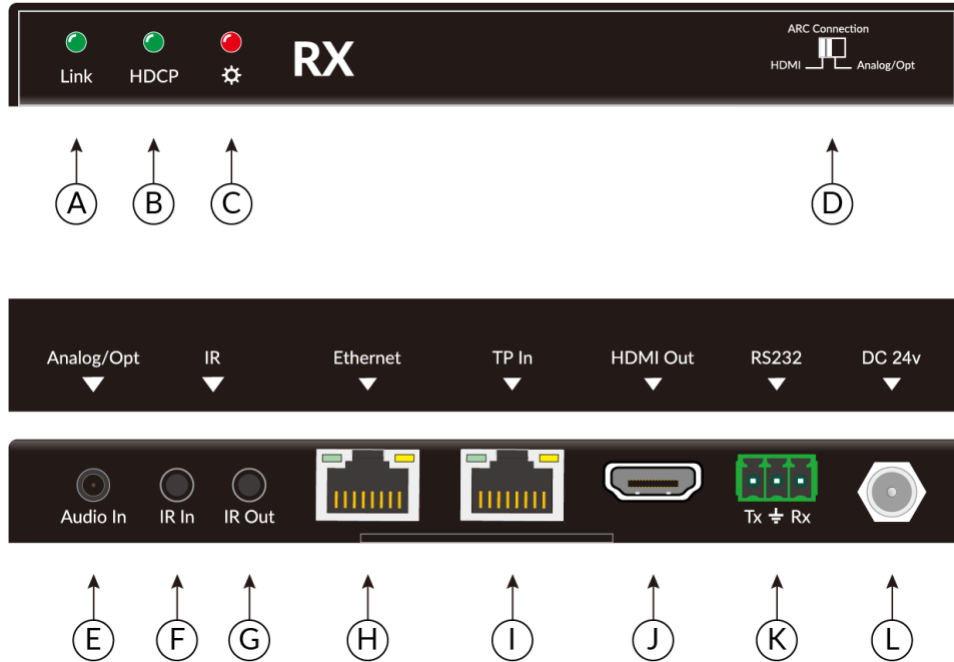 ARC Connection
HDMI Analog/Opt
Link HDCP RX
A B C D
Analog/Opt IR Ethernet TP In HDMI Out RS232 DC 24v
Audio In IR In IR Out Tx Rx
E F G H I J K L